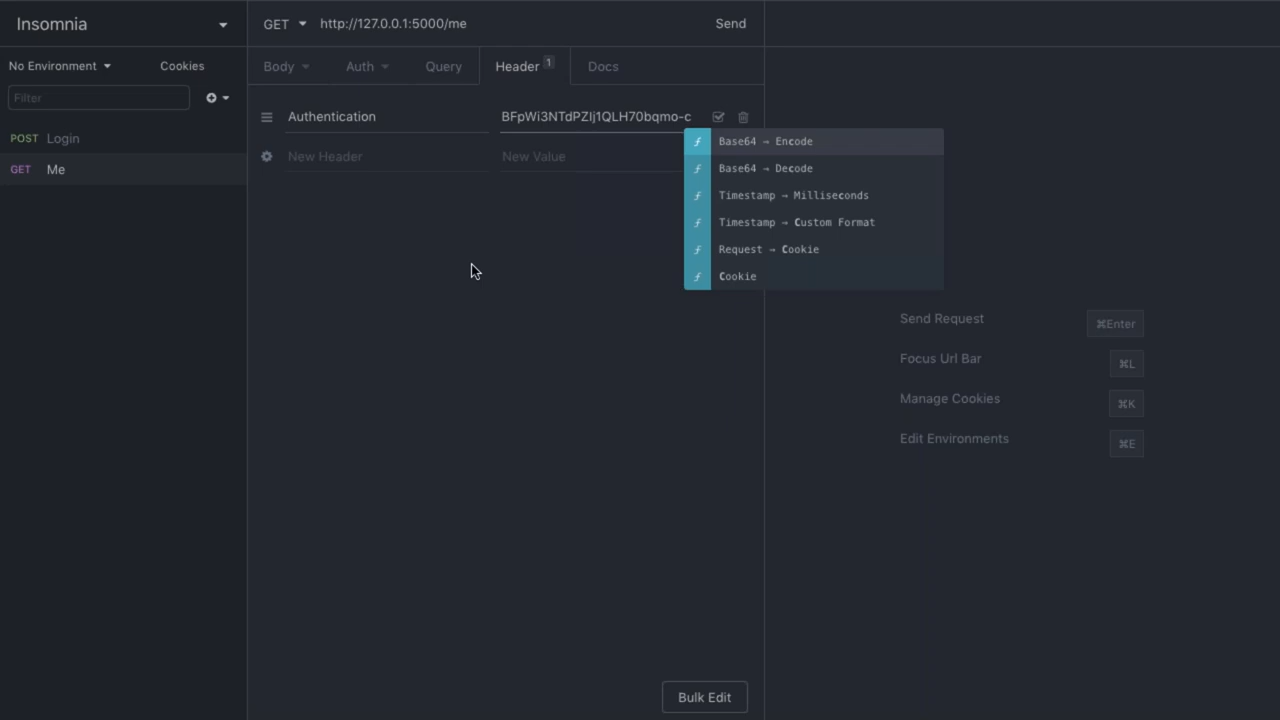 Insomnia
GET http://127.0.0.1:5000/me Send
No Environment Cookies
Body Auth Query Header 1 Docs
Filter
Authentication BFpWi3NTdPZIj1QLH70bqmo-c
POST Login
New Header New Value
GET Me
f Base64 → Encode
f Base64 → Decode
f Timestamp → Milliseconds
f Timestamp → Custom Format
f Request → Cookie
f Cookie
Send Request ⌘Enter
Focus Url Bar ⌘L
Manage Cookies ⌘K
Edit Environments ⌘E
Bulk Edit